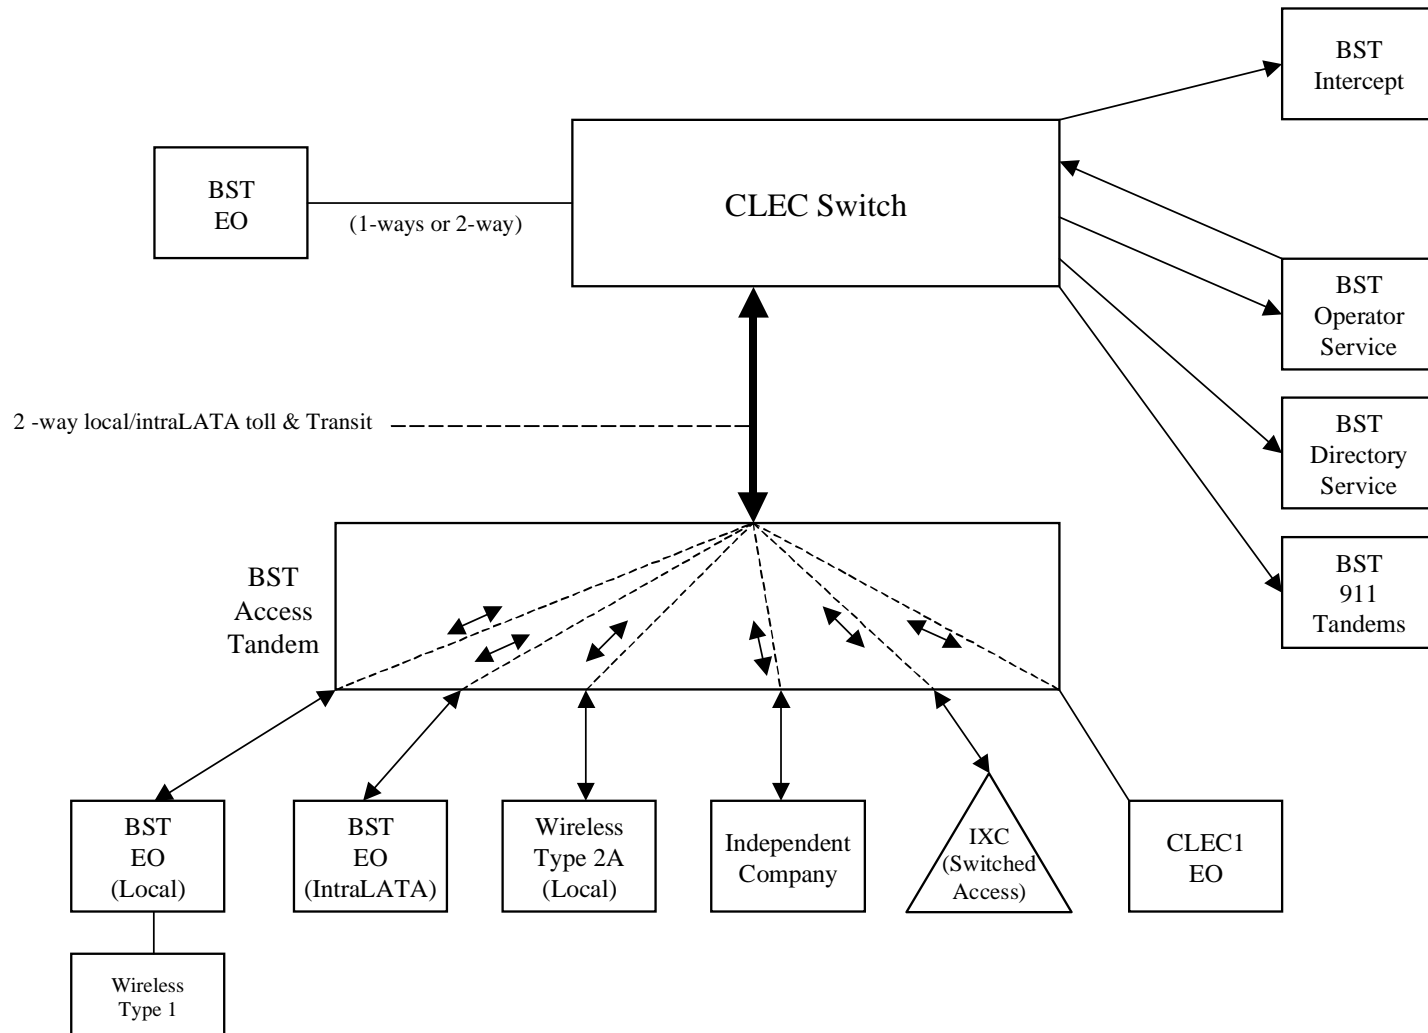 BST
Intercept
BST
EO
(1-ways or 2-way)
CLEC Switch
BST
Operator
Service
2 -way local/intraLATA toll & Transit
BST
Directory
Service
BST
911
Tandems
BST
Access
Tandem
BST
EO
(Local)
BST
EO
(IntraLATA)
Wireless
Type 2A
(Local)
Independent
Company
IXC
(Switched
Access)
CLEC1
EO
Wireless
Type 1